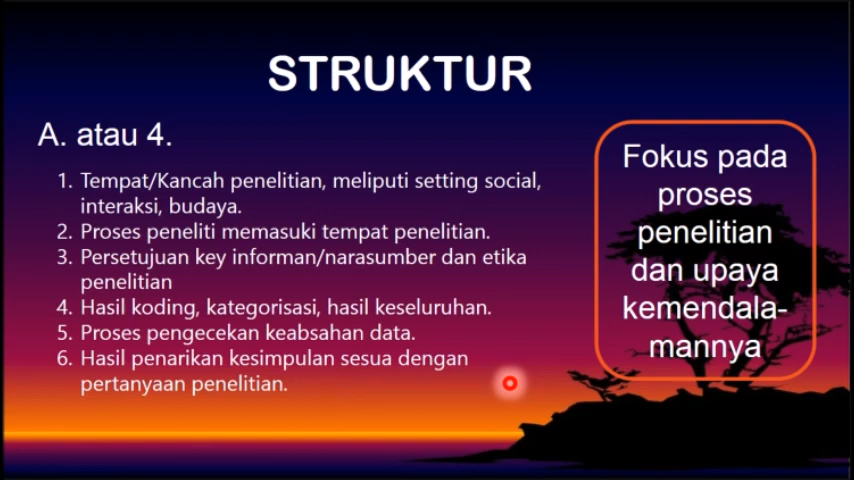 STRUKTUR
A. atau 4.
1. Tempat/Kancah penelitian, meliputi setting social,
interaksi, budaya.
2. Proses peneliti memasuki tempat penelitian.
3. Persetujuan key informan/narasumber dan etika
penelitian
4. Hasil koding, kategorisasi, hasil keseluruhan.
5. Proses pengecekan keabsahan data.
6. Hasil penarikan kesimpulan sesua dengan
pertanyaan penelitian.
Fokus pada
proses
penelitian
dan upaya
kemendala-
mannya